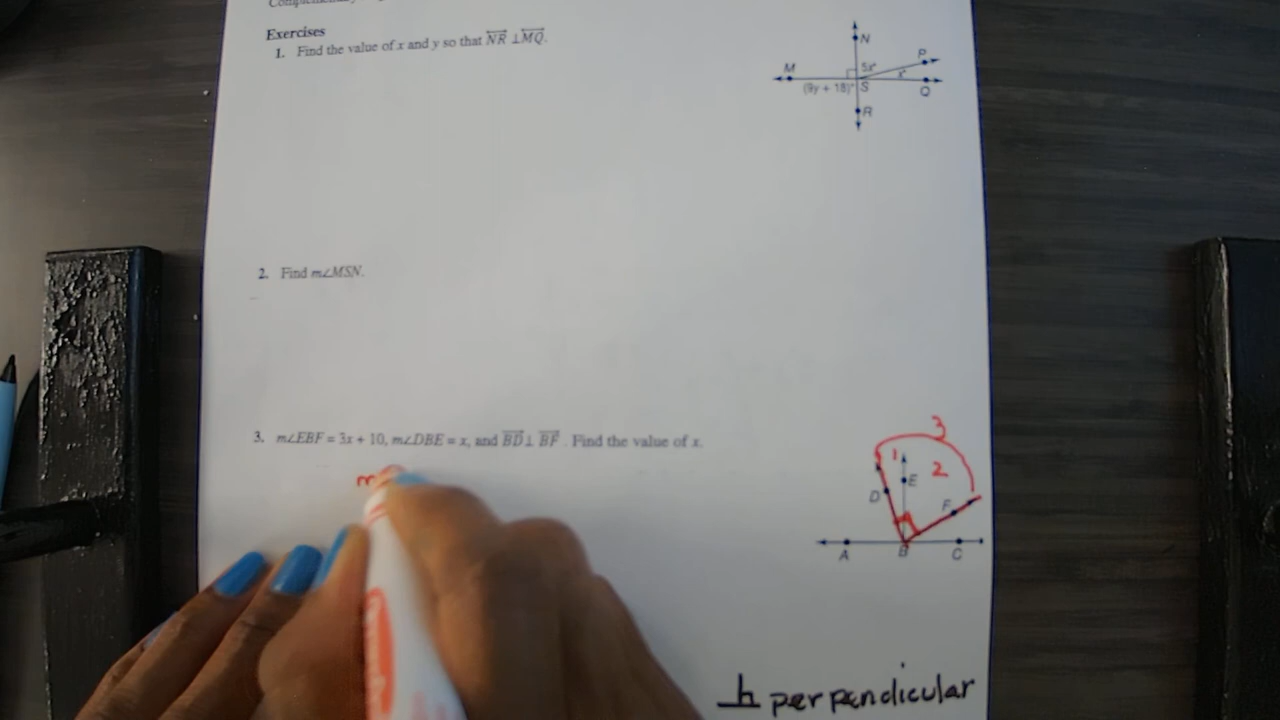 Exercises
1. Find the value of x and y so that NR ⊥ MQ.
N
P
M
5x°
x°
(9y + 18)°
S
Q
R
2. Find m∠MSN.
3. m∠EBF = 3x + 10, m∠DBE = x, and BD ⊥ BF . Find the value of x.
3
1
2
E
D
F
A
B
C
m
h perpendicular